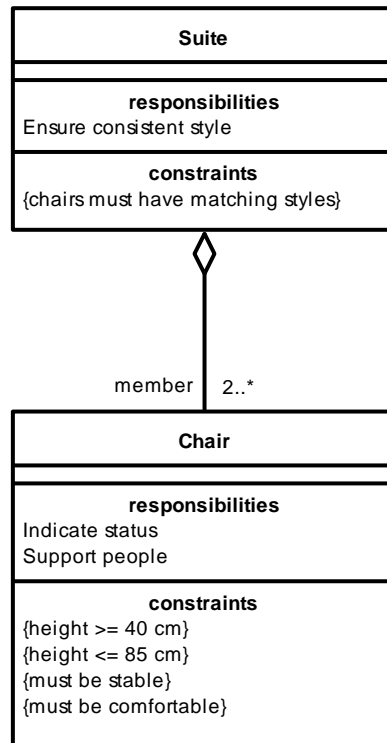 Suite
responsibilities
Ensure consistent style
constraints
{chairs must have matching styles}
member 2..*
Chair
responsibilities
Indicate status
Support people
constraints
{height >= 40 cm}
{height <= 85 cm}
{must be stable}
{must be comfortable}